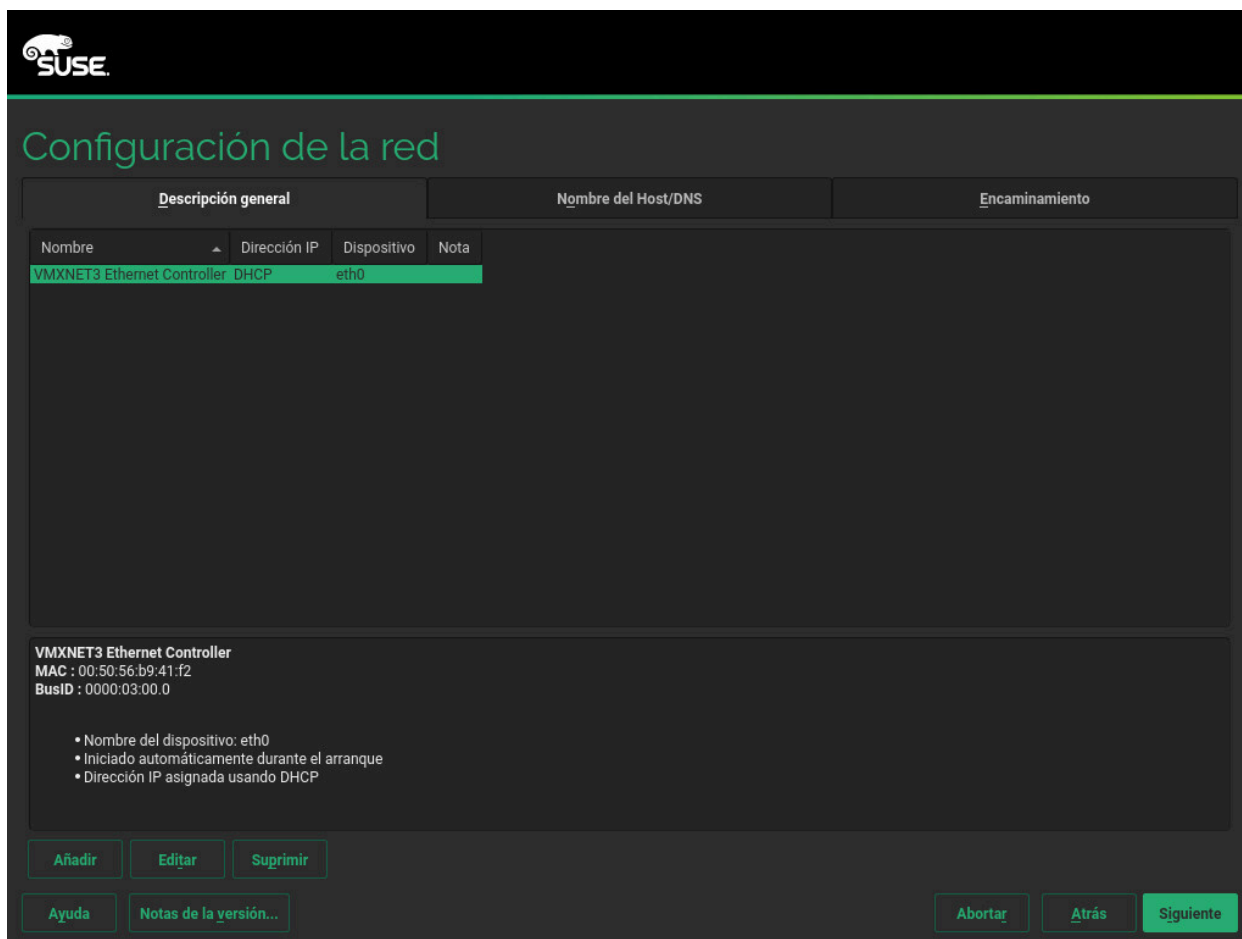 SUSE.
Configuración de la red
Descripción general Nombre del Host/DNS Encaminamiento
Nombre Dirección IP Dispositivo Nota
VMXNET3 Ethernet Controller DHCP eth0
VMXNET3 Ethernet Controller
MAC : 00:50:56:b9:41:f2
BusID : 0000:03:00.0
• Nombre del dispositivo: eth0
• Iniciado automáticamente durante el arranque
• Dirección IP asignada usando DHCP
Añadir Editar Suprimir
Ayuda Notas de la versión... Abortar Atrás Siguiente